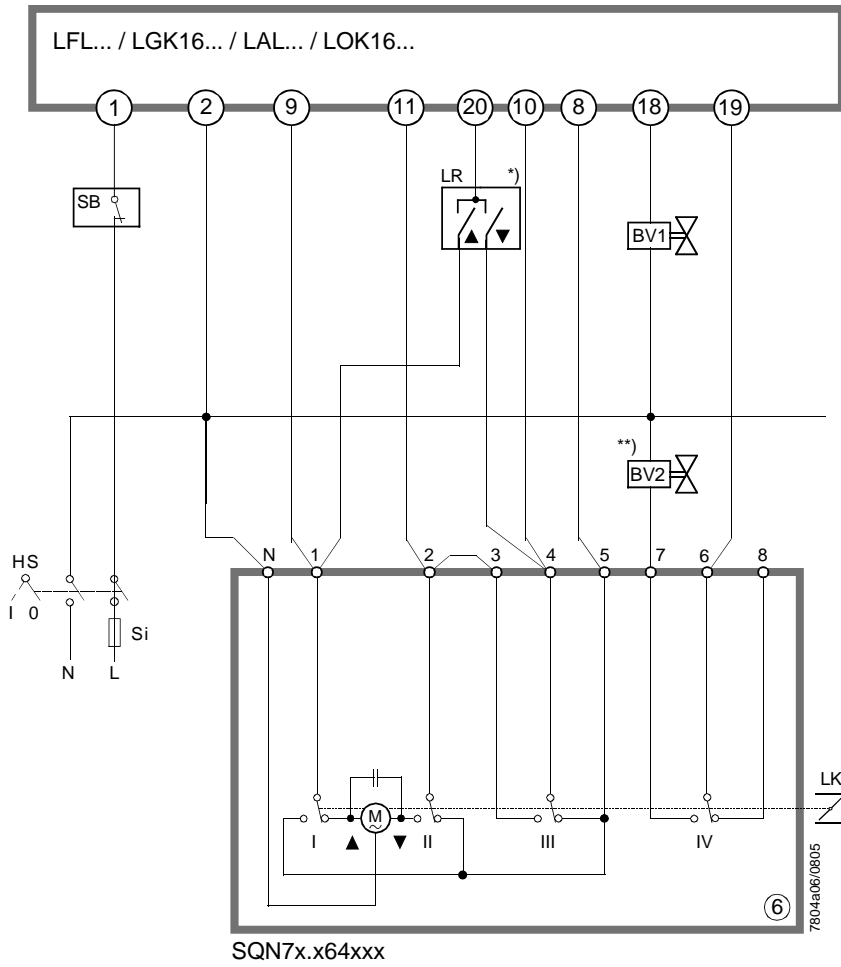 LFL... / LGK16... / LAL... / LOK16...
1 2 9 11 20 10 8 18 19
LR *)
SB
BV1
**)
BV2
HS
I 0
Si
N L
N 1 2 3 4 5 7 6 8
LK
M
~
I ▲ ▼ II III IV
6
7804a06/0805
SQN7x.x64xxx